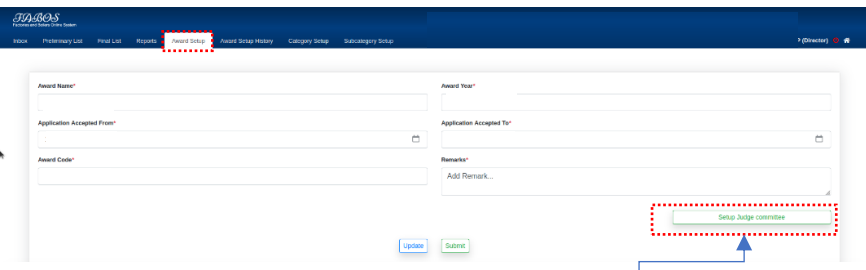 FDABOS
Factories and Boilers Online System
Inbox Preliminary List Final List Reports Award Setup Award Setup History Category Setup Subcategory Setup ? (Director)
Award Name* Award Year*
Application Accepted From* Application Accepted To*
Award Code* Remarks*
Add Remark...
Setup Judge committee
Update Submit